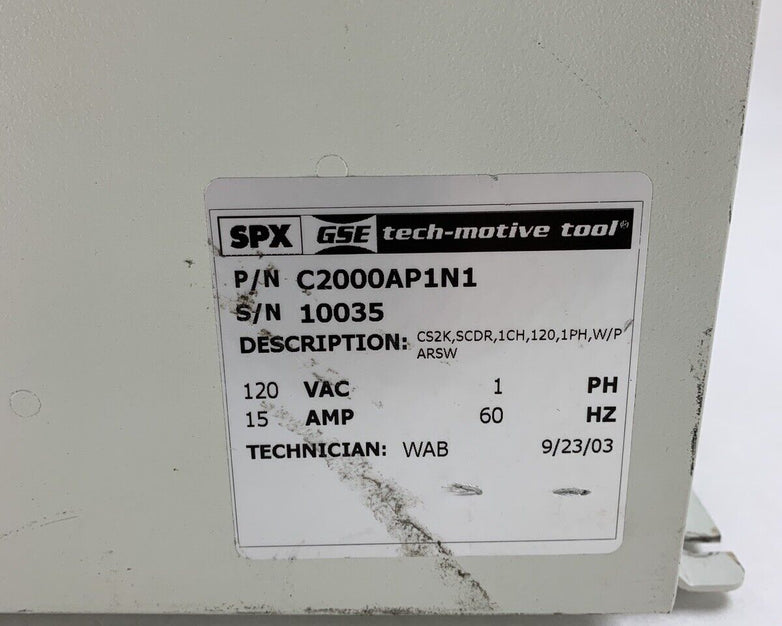 SPX GSE tech-motive tool®
P/N C2000AP1N1
S/N 10035
DESCRIPTION: CS2K,SCDR,1CH,120,1PH,W/P
ARSW
120 VAC 1 PH
15 AMP 60 HZ
TECHNICIAN: WAB 9/23/03